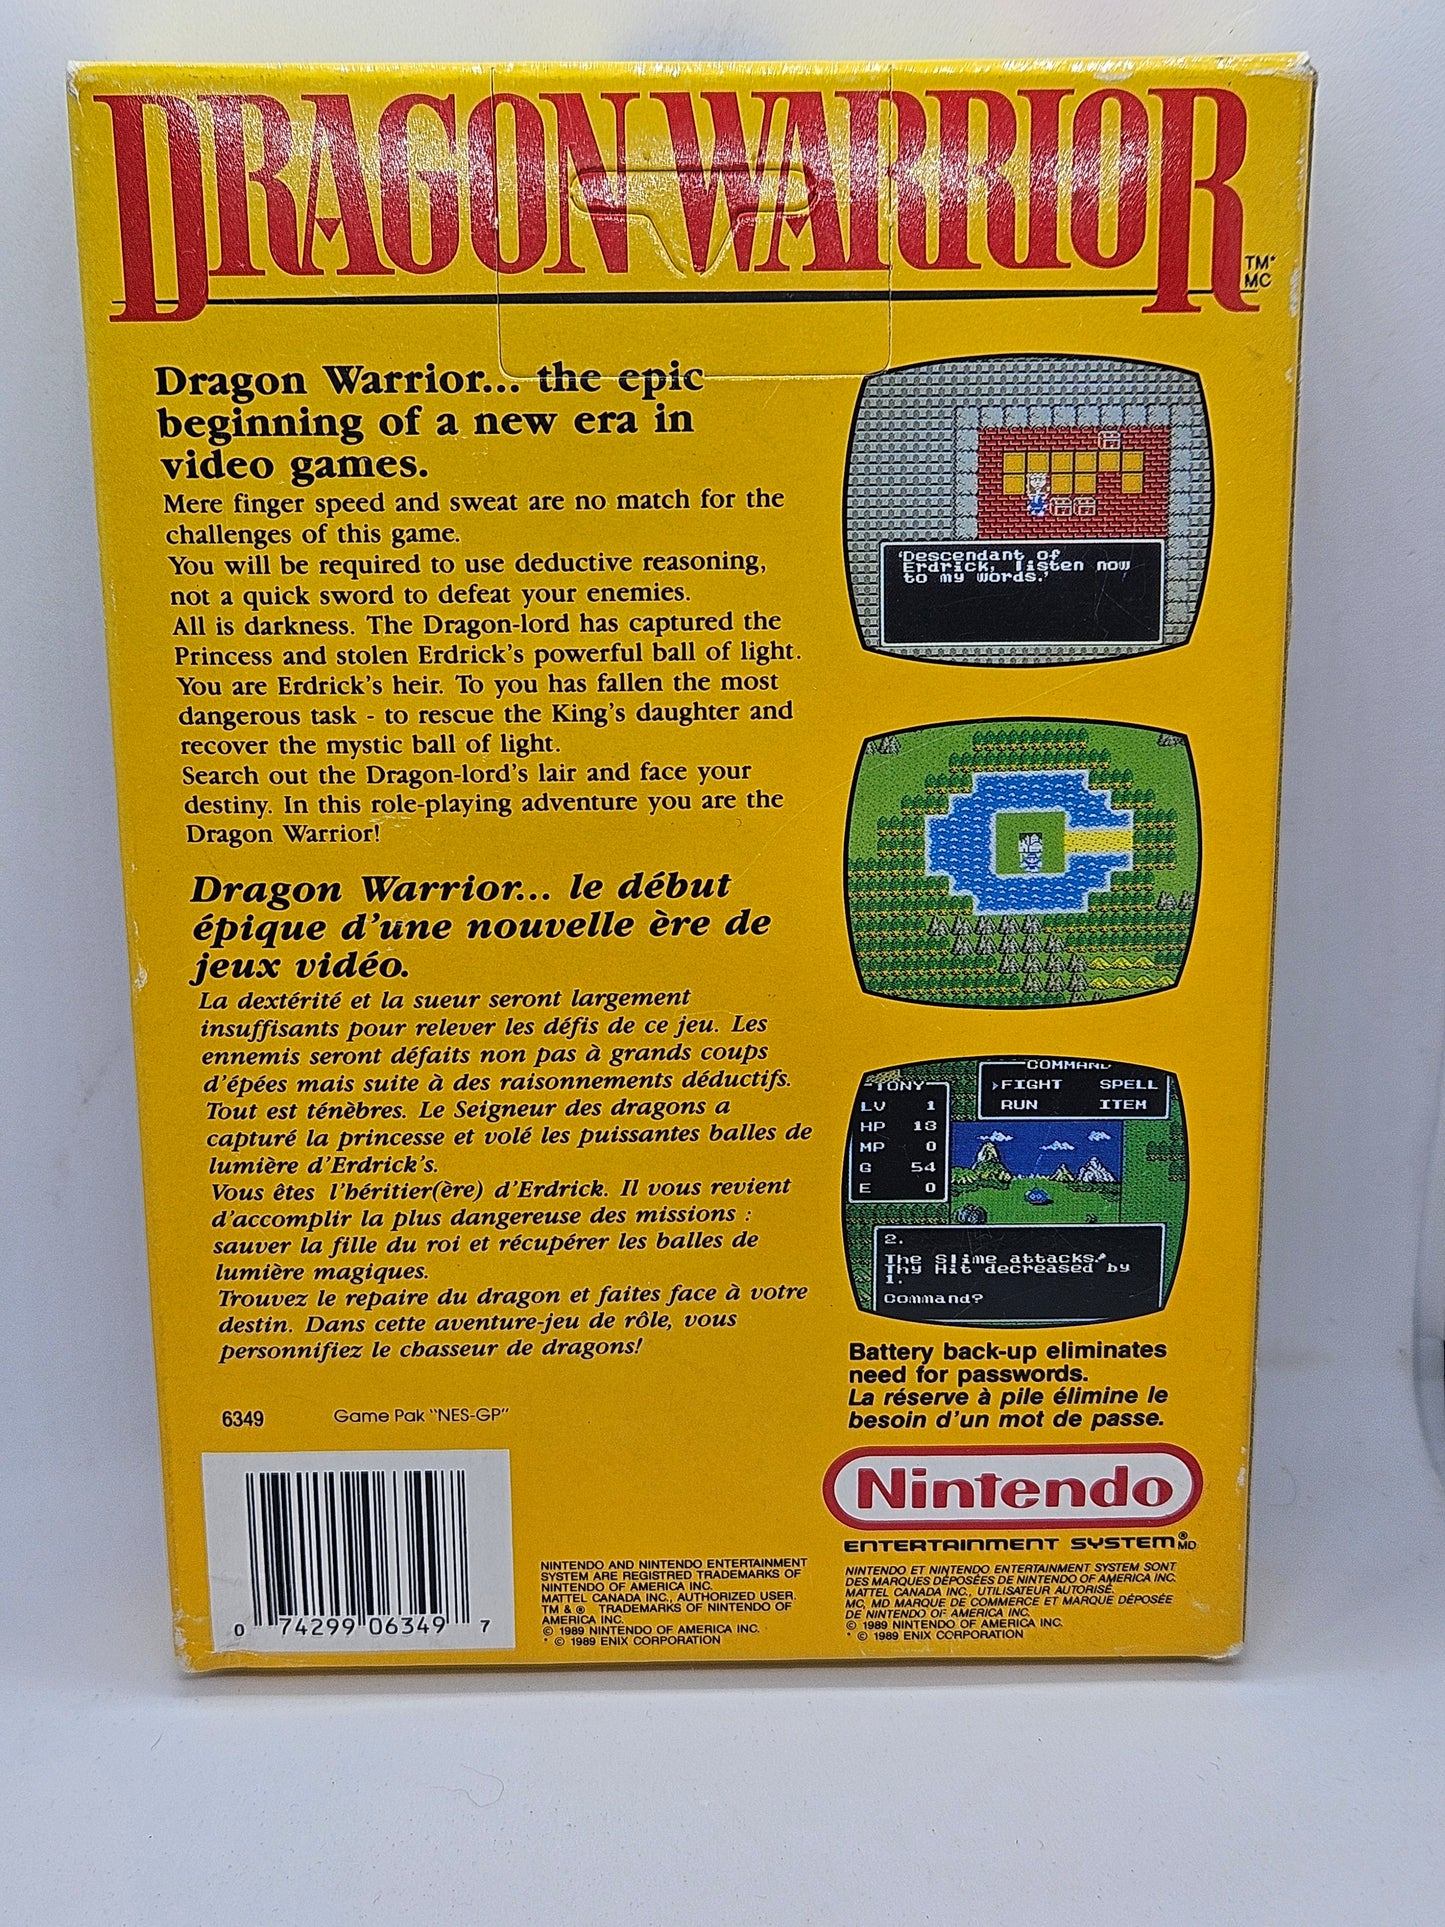 DRAGON WARRIOR
TM*
MC
Dragon Warrior... the epic
beginning of a new era in
video games.
Mere finger speed and sweat are no match for the
challenges of this game.
You will be required to use deductive reasoning,
not a quick sword to defeat your enemies.
All is darkness. The Dragon-lord has captured the
Princess and stolen Erdrick's powerful ball of light.
You are Erdrick's heir. To you has fallen the most
dangerous task - to rescue the King's daughter and
recover the mystic ball of light.
Search out the Dragon-lord's lair and face your
destiny. In this role-playing adventure you are the
Dragon Warrior!
Dragon Warrior... le début
épique d'une nouvelle ère de
jeux vidéo.
La dextérité et la sueur seront largement
insuffisants pour relever les défis de ce jeu. Les
ennemis seront défaits non pas à grands coups
d'épées mais suite à des raisonnements déductifs.
Tout est ténèbres. Le Seigneur des dragons a
capturé la princesse et volé les puissantes balles de
lumière d'Erdrick's.
Vous êtes l'héritier(ère) d'Erdrick. Il vous revient
d'accomplir la plus dangereuse des missions :
sauver la fille du roi et récupérer les balles de
lumière magiques.
Trouvez le repaire du dragon et faites face à votre
destin. Dans cette aventure-jeu de rôle, vous
personnifiez le chasseur de dragons!
'Descendant of
Erdrick, listen now
to my words.'
COMMAND
FIGHT SPELL
RUN ITEM
TONY
LV 1
HP 13
MP 0
G 54
E 0
2.
The Slime attacks!
Thy Hit decreased by
1.
Command?
Battery back-up eliminates
need for passwords.
La réserve à pile élimine le
besoin d'un mot de passe.
6349 Game Pak "NES-GP"
0 74299 06349 7
NINTENDO AND NINTENDO ENTERTAINMENT
SYSTEM ARE REGISTRED TRADEMARKS OF
NINTENDO OF AMERICA INC.
MATTEL CANADA INC., AUTHORIZED USER.
TM & ® TRADEMARKS OF NINTENDO OF
AMERICA INC.
© 1989 NINTENDO OF AMERICA INC.
* © 1989 ENIX CORPORATION
Nintendo
ENTERTAINMENT SYSTEM ® MD
NINTENDO ET NINTENDO ENTERTAINMENT SYSTEM SONT
DES MARQUES DÉPOSÉES DE NINTENDO OF AMERICA INC.
MATTEL CANADA INC., UTILISATEUR AUTORISÉ.
MC, MD MARQUE DE COMMERCE ET MARQUE DÉPOSÉE
DE NINTENDO OF AMERICA INC.
© 1989 NINTENDO OF AMERICA INC.
* © 1989 ENIX CORPORATION